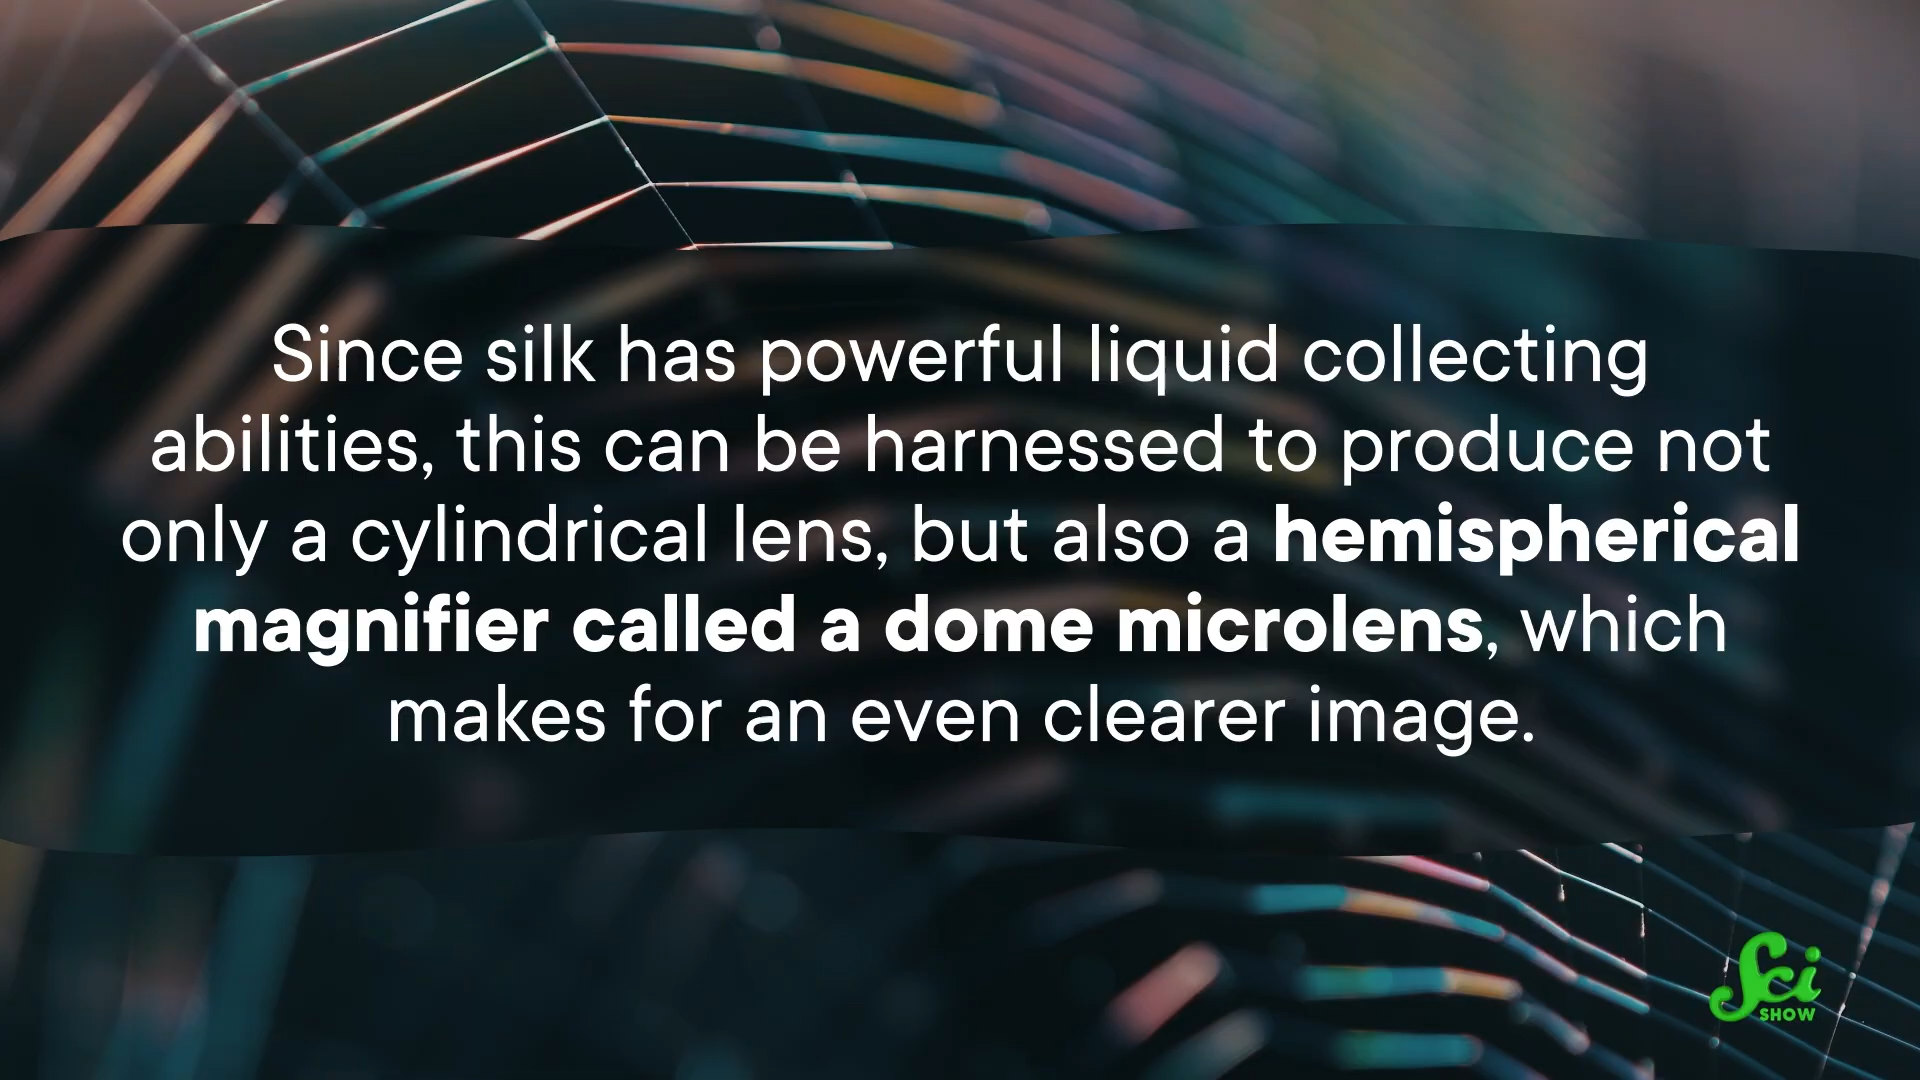 Since silk has powerful liquid collecting
abilities, this can be harnessed to produce not
only a cylindrical lens, but also a hemispherical
magnifier called a dome microlens, which
makes for an even clearer image.
Sci
SHOW